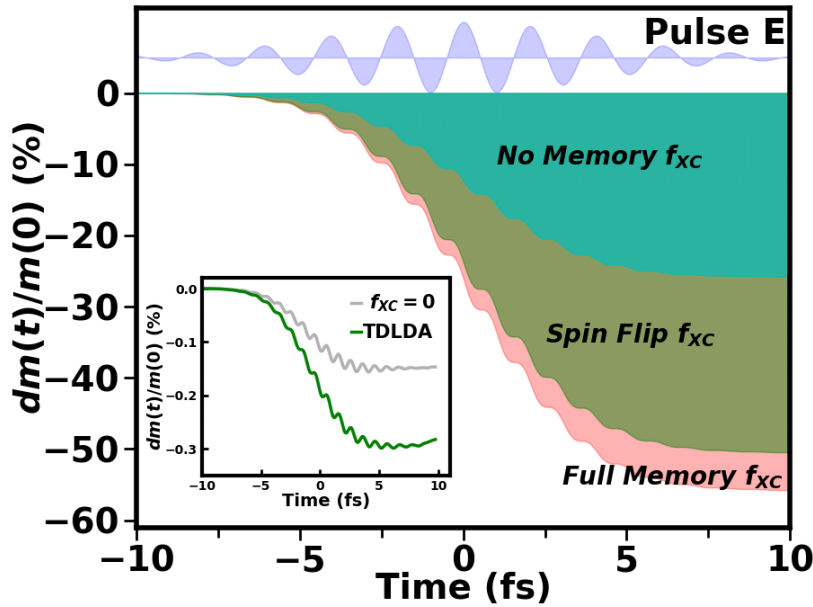 Pulse E
0
−10
−20
−30
−40
−50
−60
dm(t)/m(0) (%)
No Memory f_XC
Spin Flip f_XC
Full Memory f_XC
0.0
−0.1
−0.2
−0.3
dm(t)/m(0) (%)
f_XC = 0
TDLDA
−10 −5 0 5 10
Time (fs)
−10 −5 0 5 10
Time (fs)